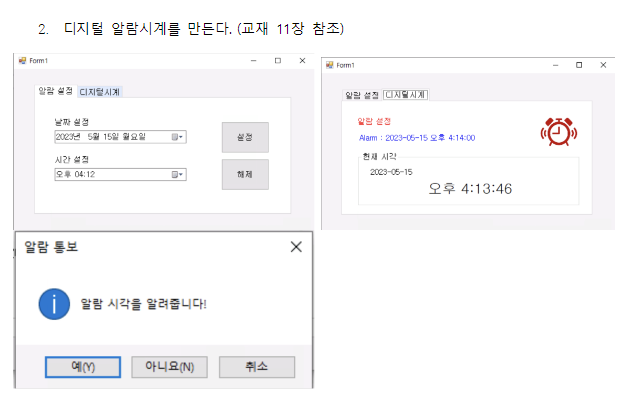 2. 디지털 알람시계를 만든다.(교재 11장 참조)
Form1
알람 설정 디지털시계
날짜 설정
2023년 5월 15일 월요일
설정
시간 설정
오후 04:12
해제
Form1
알람 설정 디지털시계
알람 설정
Alarm : 2023-05-15 오후 4:14:00
현재 시각
2023-05-15
오후 4:13:46
알람 통보
알람 시각을 알려줍니다!
예(Y) 아니요(N) 취소